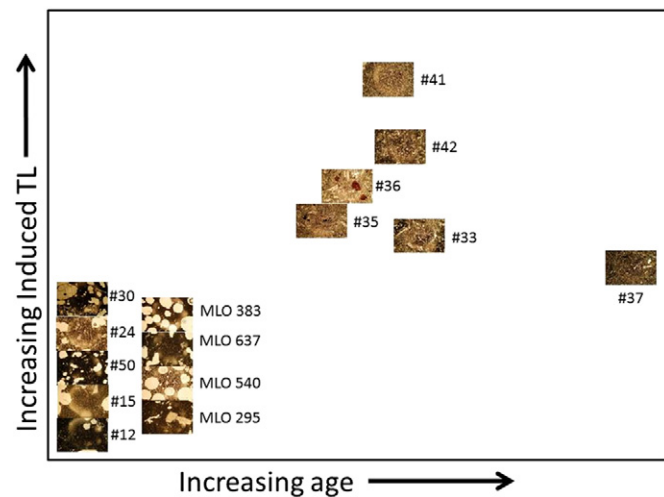 Increasing Induced TL
#41
#42
#36
#35
#33
#37
#30
#24
#50
#15
#12
MLO 383
MLO 637
MLO 540
MLO 295
Increasing age